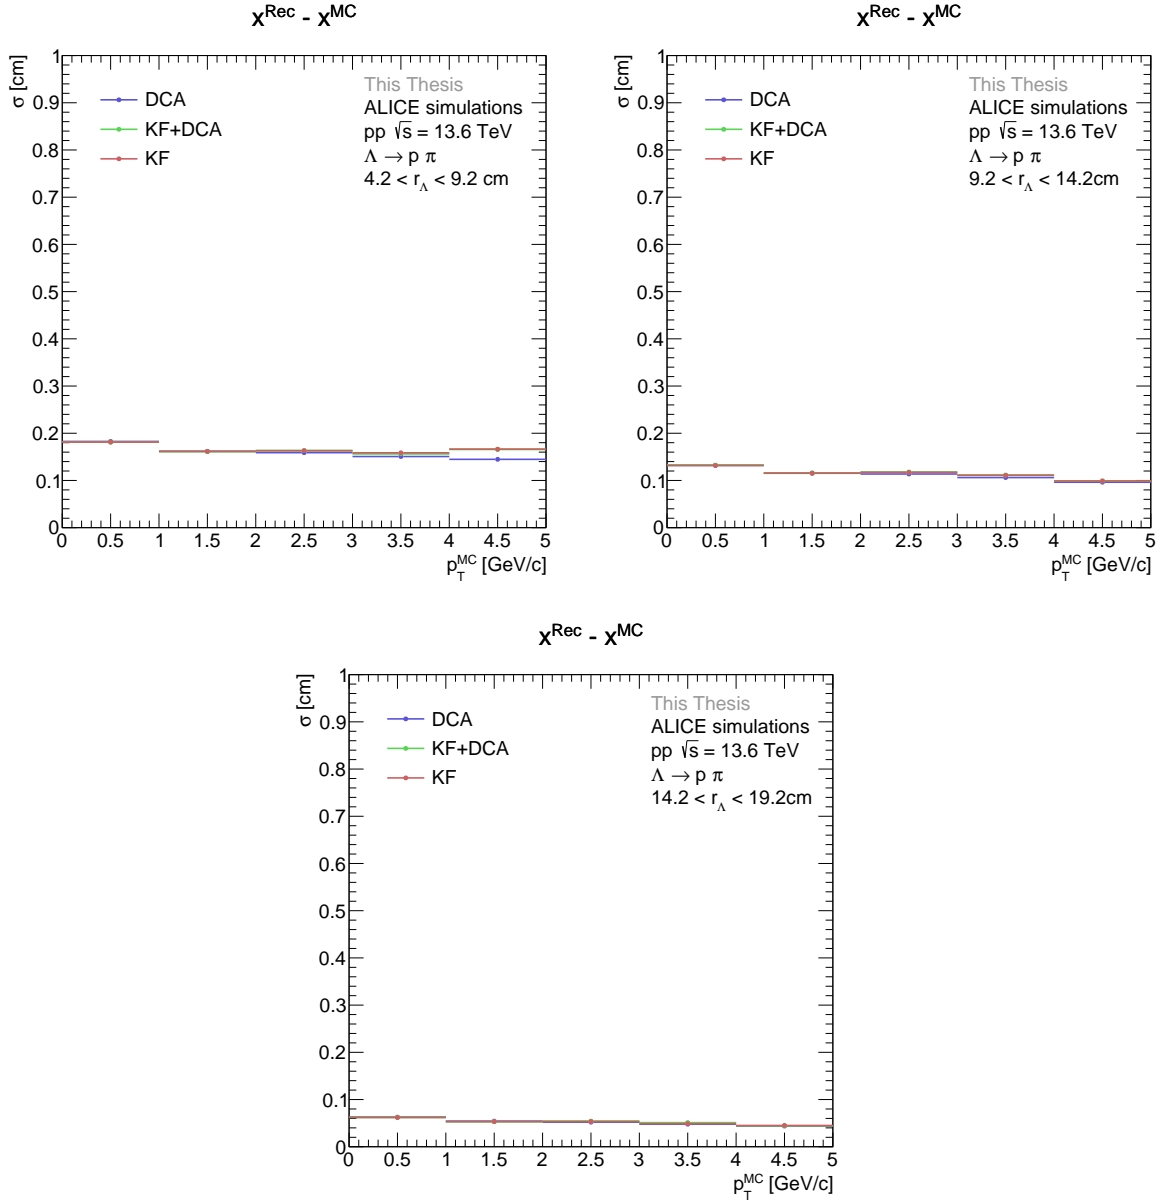 x^Rec - x^MC
σ [cm]
1
0.9
0.8
0.7
0.6
0.5
0.4
0.3
0.2
0.1
0
DCA
KF+DCA
KF
This Thesis
ALICE simulations
pp √s = 13.6 TeV
Λ → p π
4.2 < r_Λ < 9.2 cm
0 0.5 1 1.5 2 2.5 3 3.5 4 4.5 5
p_T^MC [GeV/c]
x^Rec - x^MC
σ [cm]
1
0.9
0.8
0.7
0.6
0.5
0.4
0.3
0.2
0.1
0
DCA
KF+DCA
KF
This Thesis
ALICE simulations
pp √s = 13.6 TeV
Λ → p π
9.2 < r_Λ < 14.2cm
0 0.5 1 1.5 2 2.5 3 3.5 4 4.5 5
p_T^MC [GeV/c]
x^Rec - x^MC
σ [cm]
1
0.9
0.8
0.7
0.6
0.5
0.4
0.3
0.2
0.1
0
DCA
KF+DCA
KF
This Thesis
ALICE simulations
pp √s = 13.6 TeV
Λ → p π
14.2 < r_Λ < 19.2cm
0 0.5 1 1.5 2 2.5 3 3.5 4 4.5 5
p_T^MC [GeV/c]